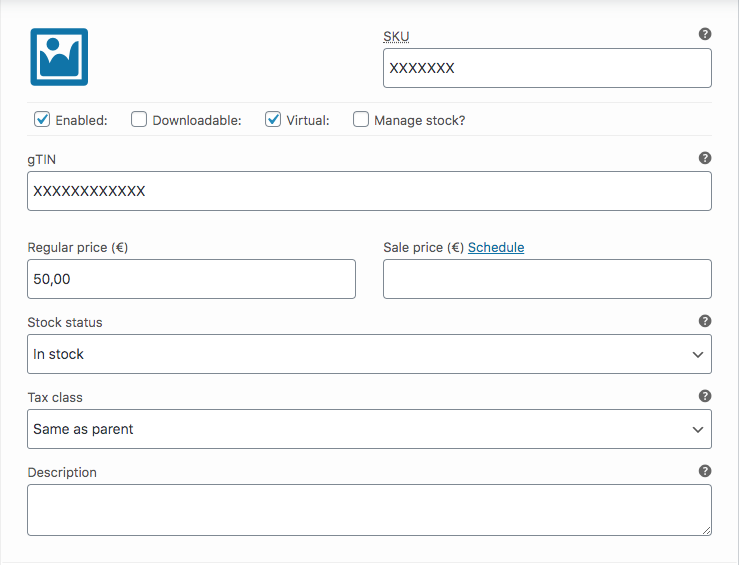 SKU
XXXXXXX
Enabled: Downloadable: Virtual: Manage stock?
gTIN
XXXXXXXXXXXX
Regular price (€) Sale price (€) Schedule
50,00
Stock status
In stock
Tax class
Same as parent
Description